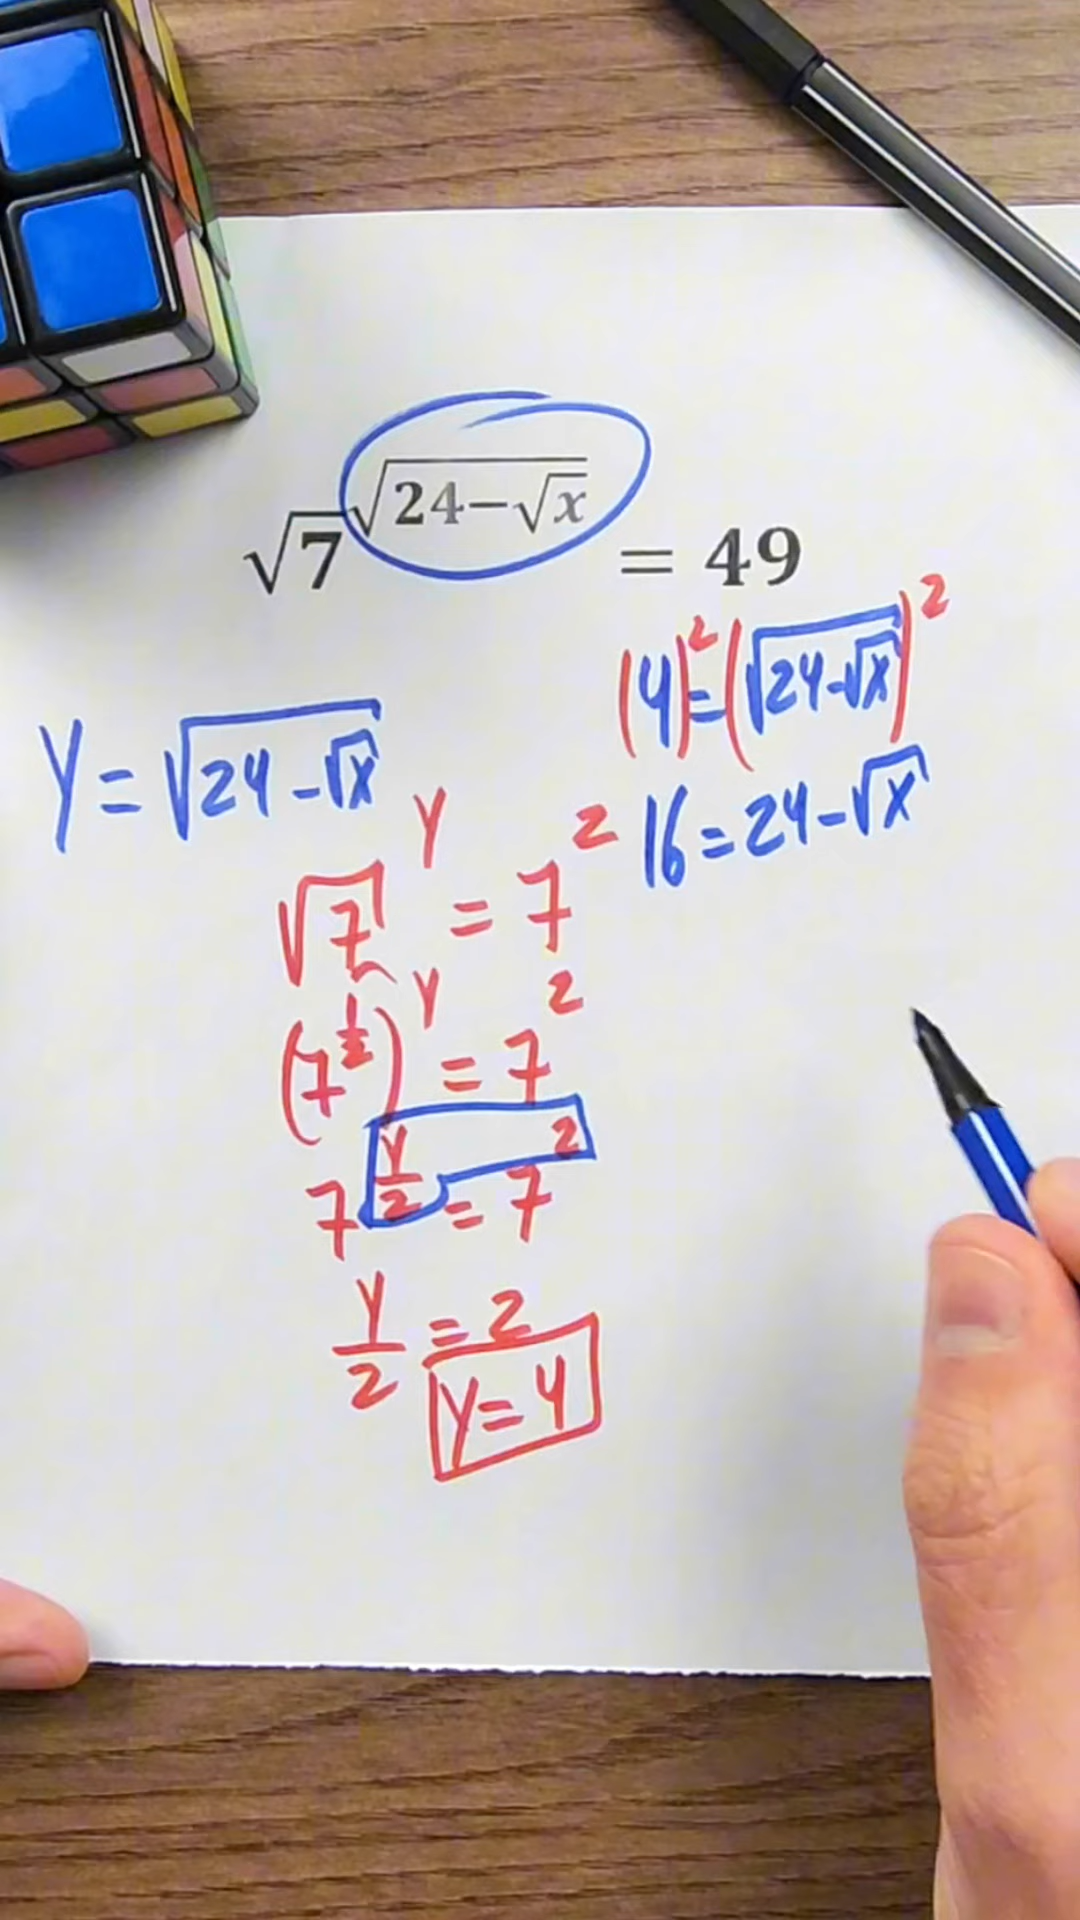 √7^√(24−√x) = 49
(4)² = (√(24-√x))²
Y = √(24-√x)
16 = 24-√x
√7^Y = 7²
(7^½)^Y = 7²
7^(Y/2) = 7²
Y/2 = 2
Y = 4